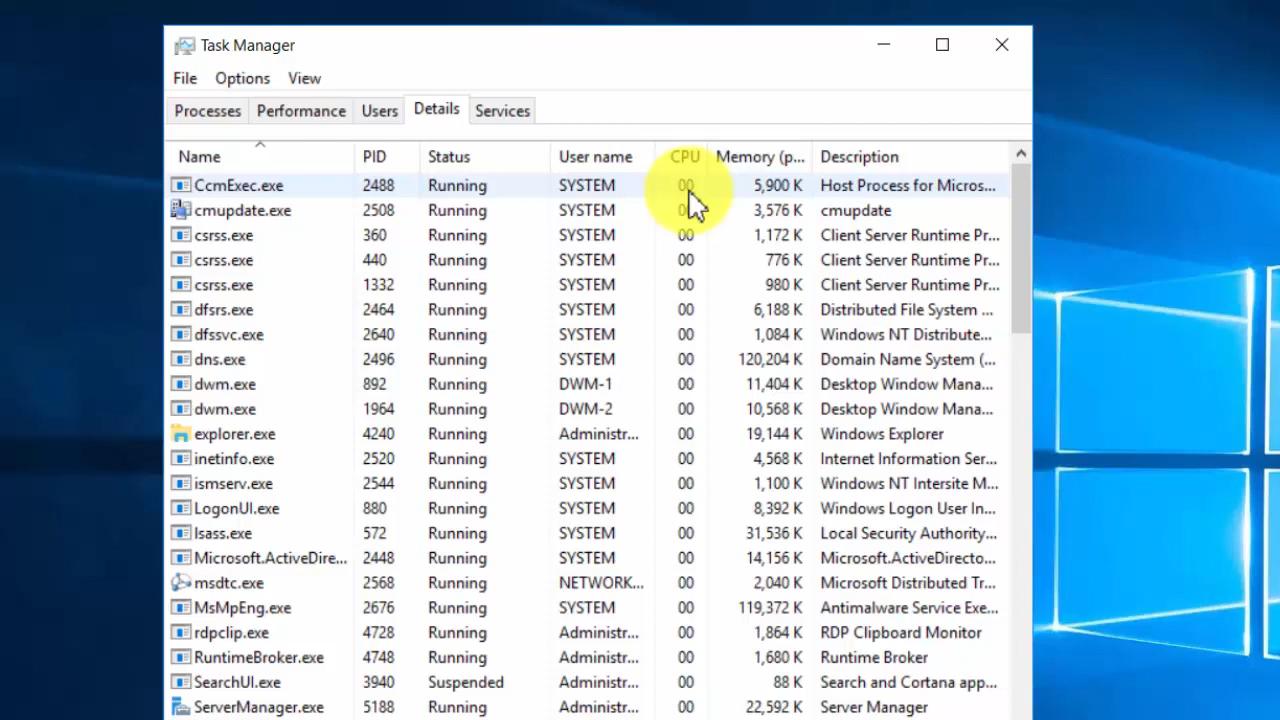 Task Manager
File Options View
Processes Performance Users Details Services
Name PID Status User name CPU Memory (p... Description
CcmExec.exe 2488 Running SYSTEM 00 5,900 K Host Process for Micros...
cmupdate.exe 2508 Running SYSTEM 00 3,576 K cmupdate
csrss.exe 360 Running SYSTEM 00 1,172 K Client Server Runtime Pr...
csrss.exe 440 Running SYSTEM 00 776 K Client Server Runtime Pr...
csrss.exe 1332 Running SYSTEM 00 980 K Client Server Runtime Pr...
dfsrs.exe 2464 Running SYSTEM 00 6,188 K Distributed File System ...
dfssvc.exe 2640 Running SYSTEM 00 1,084 K Windows NT Distribute...
dns.exe 2496 Running SYSTEM 00 120,204 K Domain Name System (...
dwm.exe 892 Running DWM-1 00 11,404 K Desktop Window Mana...
dwm.exe 1964 Running DWM-2 00 10,568 K Desktop Window Mana...
explorer.exe 4240 Running Administr... 00 19,144 K Windows Explorer
inetinfo.exe 2520 Running SYSTEM 00 4,568 K Internet Information Ser...
ismserv.exe 2544 Running SYSTEM 00 1,100 K Windows NT Intersite M...
LogonUI.exe 880 Running SYSTEM 00 8,392 K Windows Logon User In...
lsass.exe 572 Running SYSTEM 00 31,536 K Local Security Authority...
Microsoft.ActiveDire... 2448 Running SYSTEM 00 14,156 K Microsoft.ActiveDirecto...
msdtc.exe 2568 Running NETWORK... 00 2,040 K Microsoft Distributed Tr...
MsMpEng.exe 2676 Running SYSTEM 00 119,372 K Antimalware Service Exe...
rdpclip.exe 4728 Running Administr... 00 1,864 K RDP Clipboard Monitor
RuntimeBroker.exe 4748 Running Administr... 00 1,680 K Runtime Broker
SearchUI.exe 3940 Suspended Administr... 00 88 K Search and Cortana app...
ServerManager.exe 5188 Running Administr... 00 22,592 K Server Manager